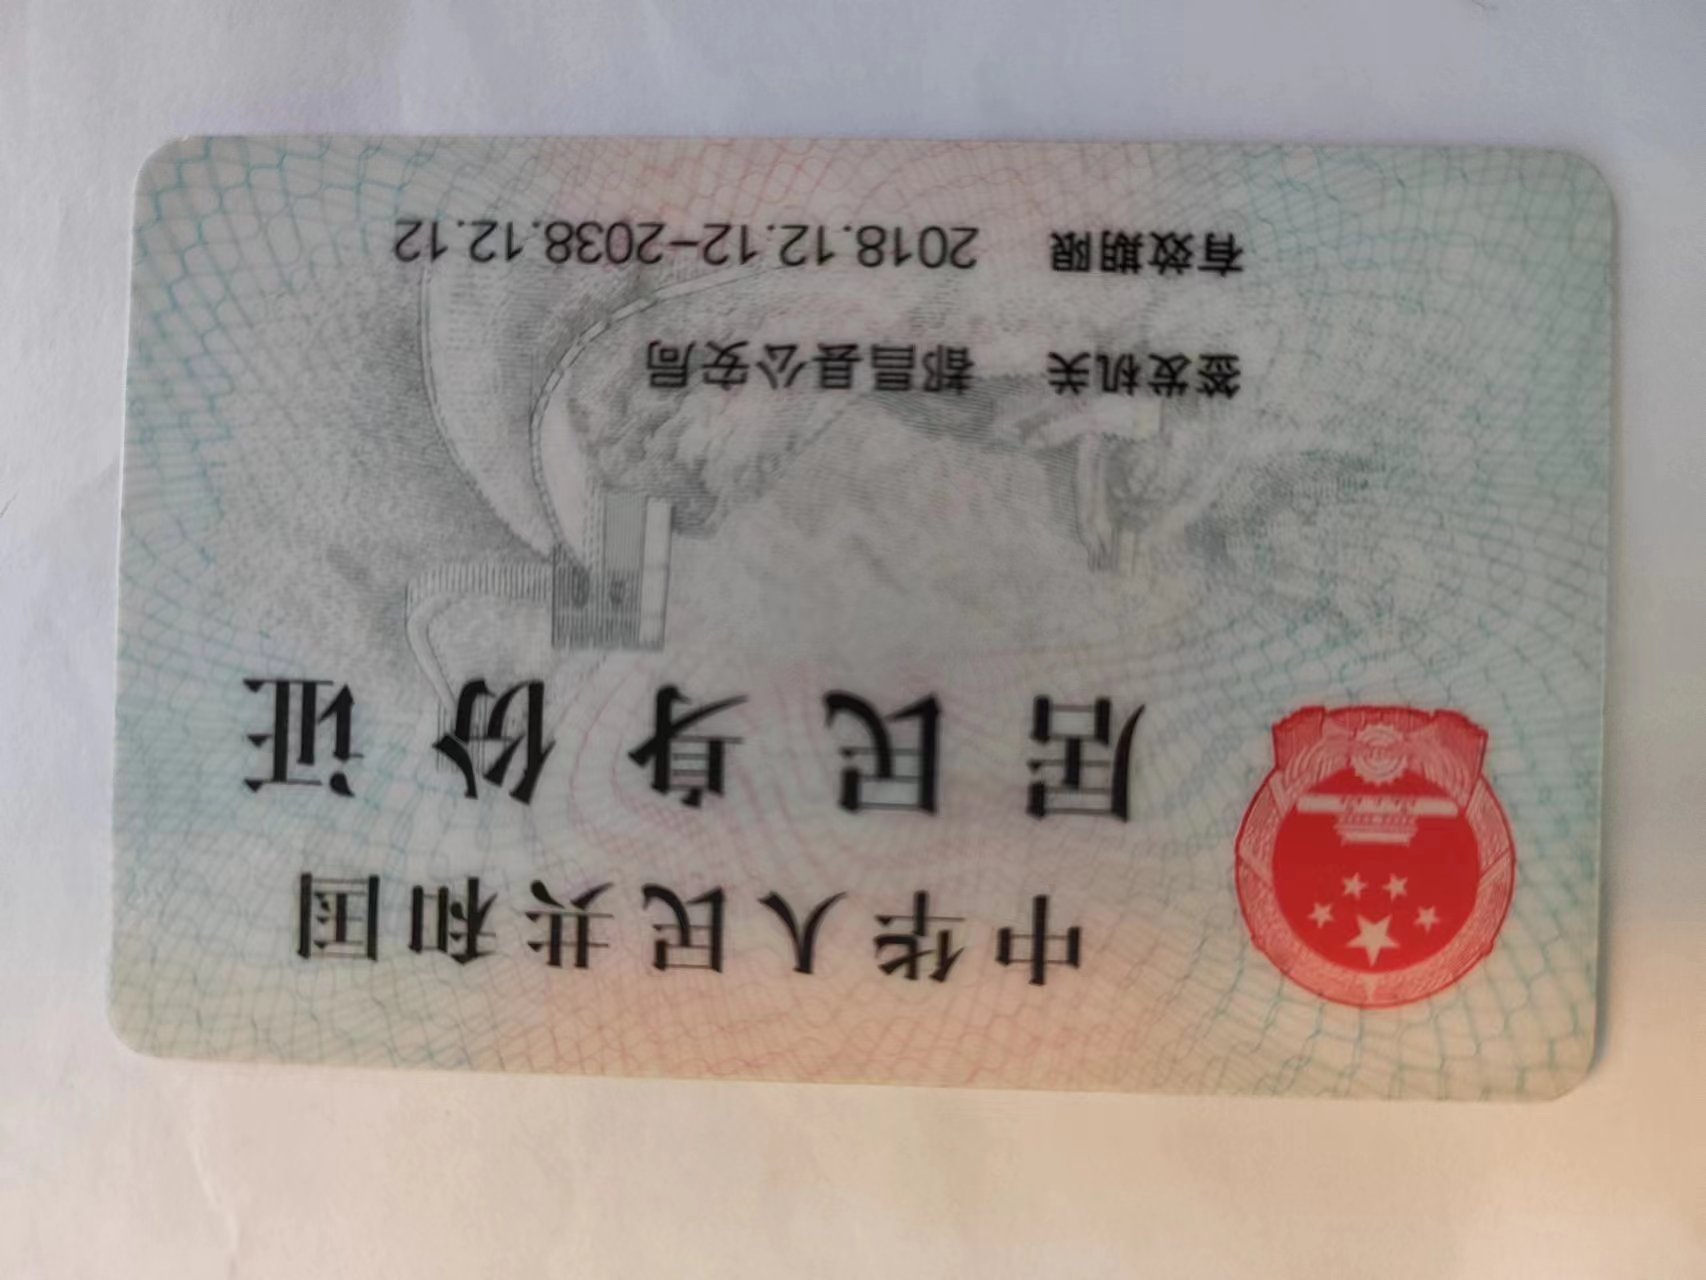 中华人民共和国
居民身份证
签发机关 都昌县公安局
有效期限 2018.12.12-2038.12.12